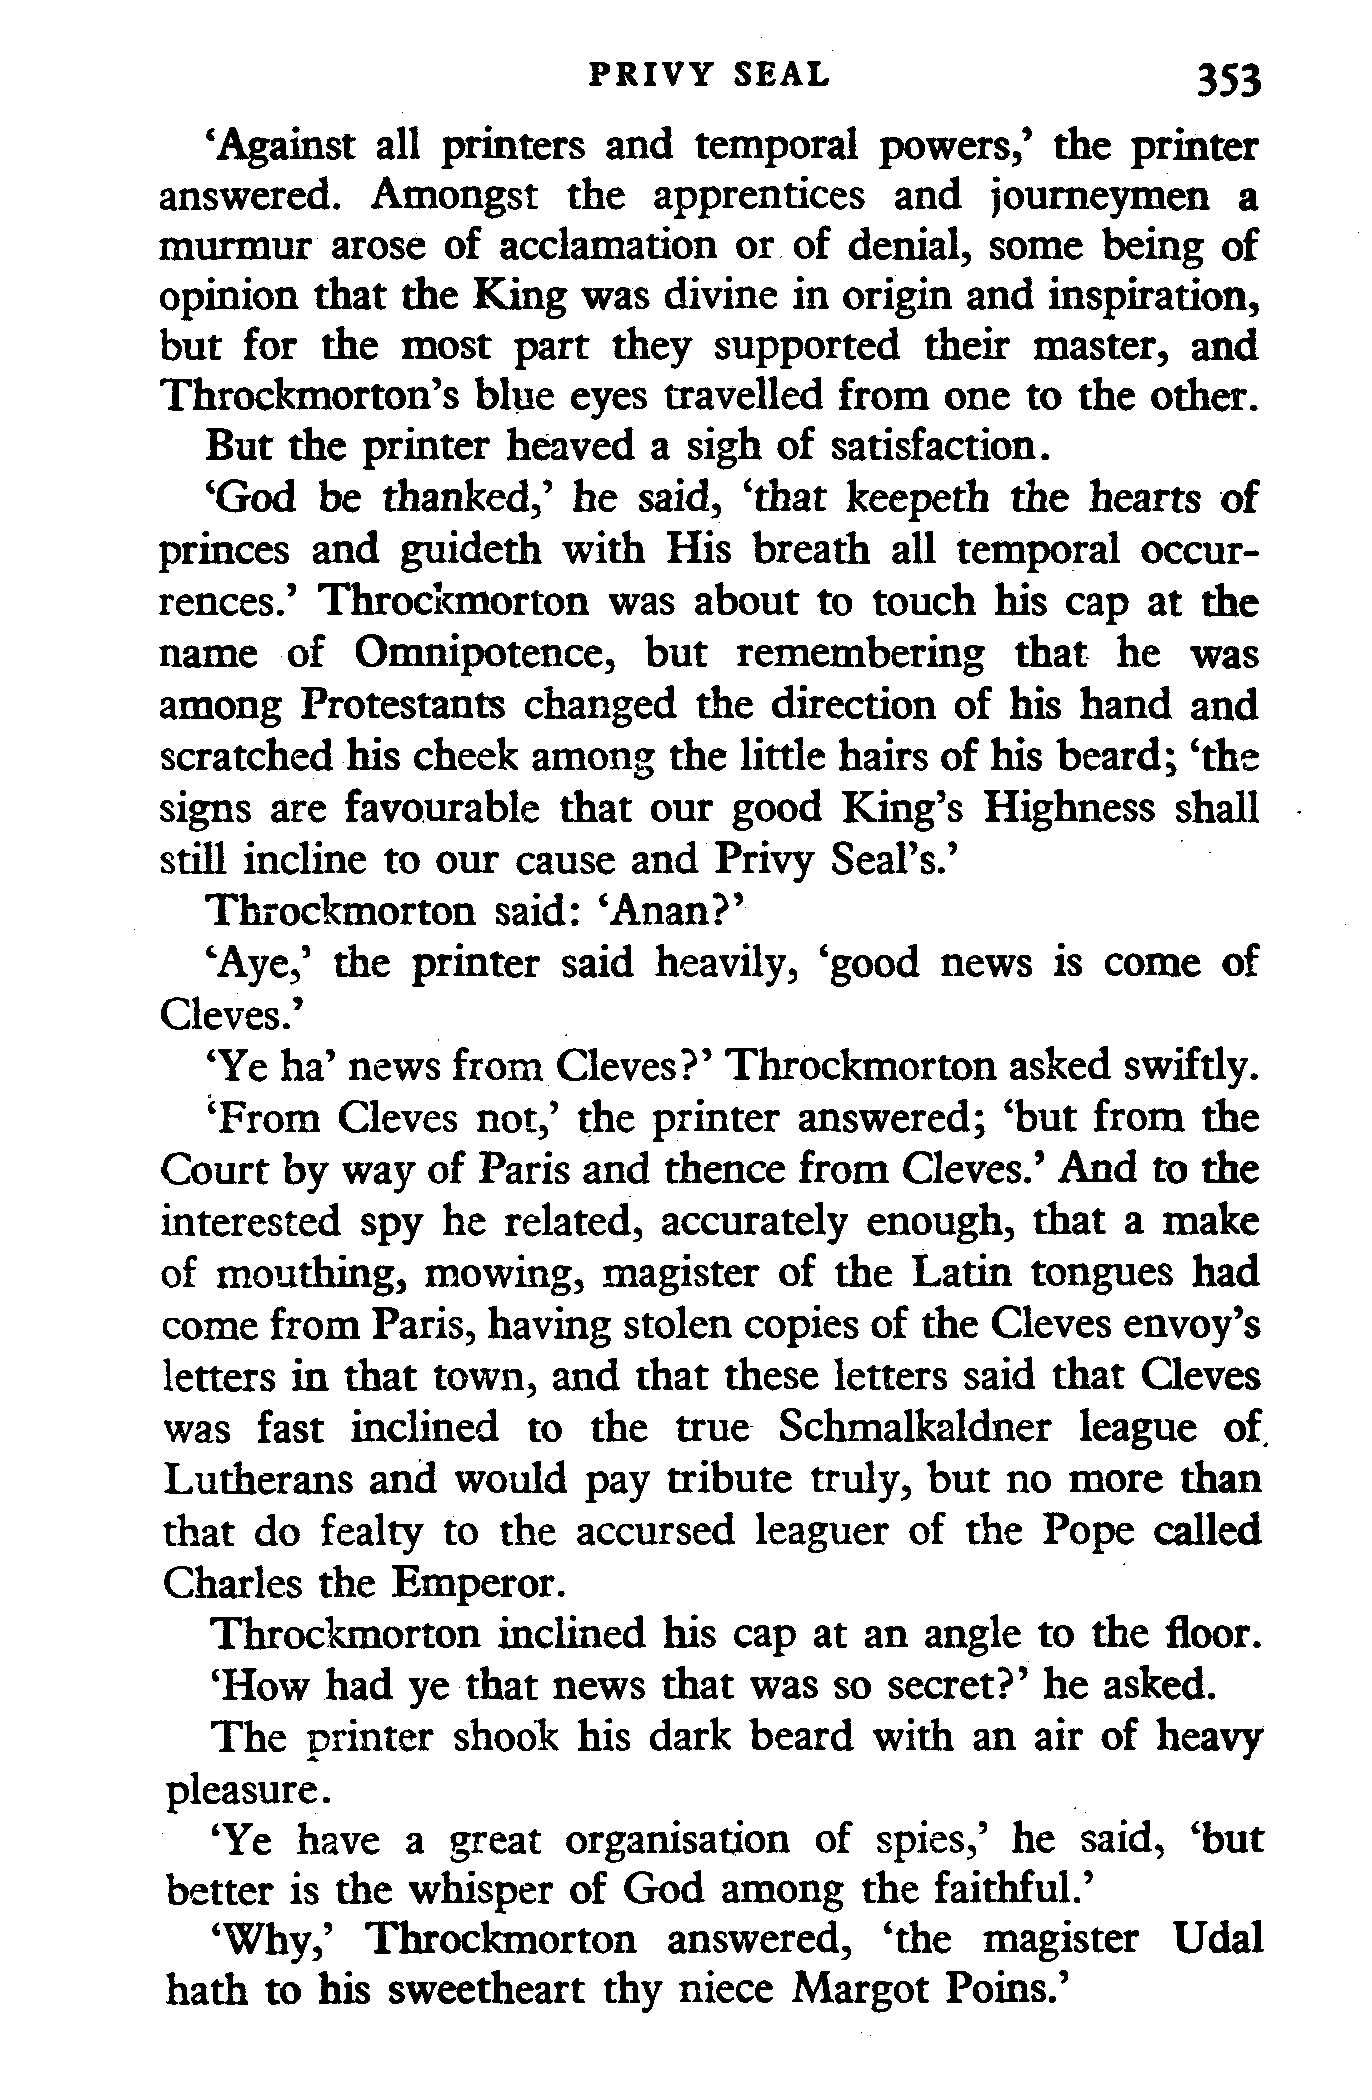 PRIVY SEAL 353
‘Against all printers and temporal powers,’ the printer
answered. Amongst the apprentices and journeymen a
murmur arose of acclamation or of denial, some being of
opinion that the King was divine in origin and inspiration,
but for the most part they supported their master, and
Throckmorton’s blue eyes travelled from one to the other.
But the printer heaved a sigh of satisfaction.
‘God be thanked,’ he said, ‘that keepeth the hearts of
princes and guideth with His breath all temporal occur-
rences.’ Throckmorton was about to touch his cap at the
name of Omnipotence, but remembering that he was
among Protestants changed the direction of his hand and
scratched his cheek among the little hairs of his beard; ‘the
signs are favourable that our good King’s Highness shall
still incline to our cause and Privy Seal’s.’
Throckmorton said: ‘Anan?’
‘Aye,’ the printer said heavily, ‘good news is come of
Cleves.’
‘Ye ha’ news from Cleves?’ Throckmorton asked swiftly.
‘From Cleves not,’ the printer answered; ‘but from the
Court by way of Paris and thence from Cleves.’ And to the
interested spy he related, accurately enough, that a make
of mouthing, mowing, magister of the Latin tongues had
come from Paris, having stolen copies of the Cleves envoy’s
letters in that town, and that these letters said that Cleves
was fast inclined to the true Schmalkaldner league of
Lutherans and would pay tribute truly, but no more than
that do fealty to the accursed leaguer of the Pope called
Charles the Emperor.
Throckmorton inclined his cap at an angle to the floor.
‘How had ye that news that was so secret?’ he asked.
The printer shook his dark beard with an air of heavy
pleasure.
‘Ye have a great organisation of spies,’ he said, ‘but
better is the whisper of God among the faithful.’
‘Why,’ Throckmorton answered, ‘the magister Udal
hath to his sweetheart thy niece Margot Poins.’